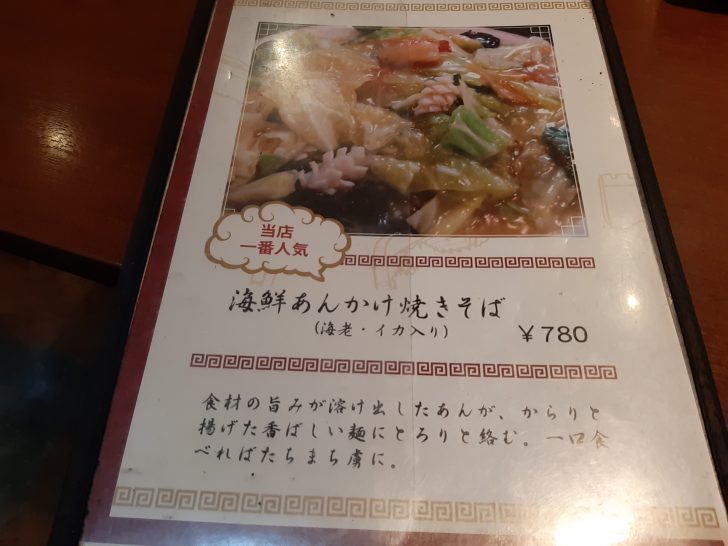 当店
一番人気
海鮮あんかけ焼きそば
(海老・イカ入り)
￥780
食材の旨みが溶け出したあんが、からりと
揚げた香ばしい麺にとろりと絡む。一口食
べればたちまち虜に。